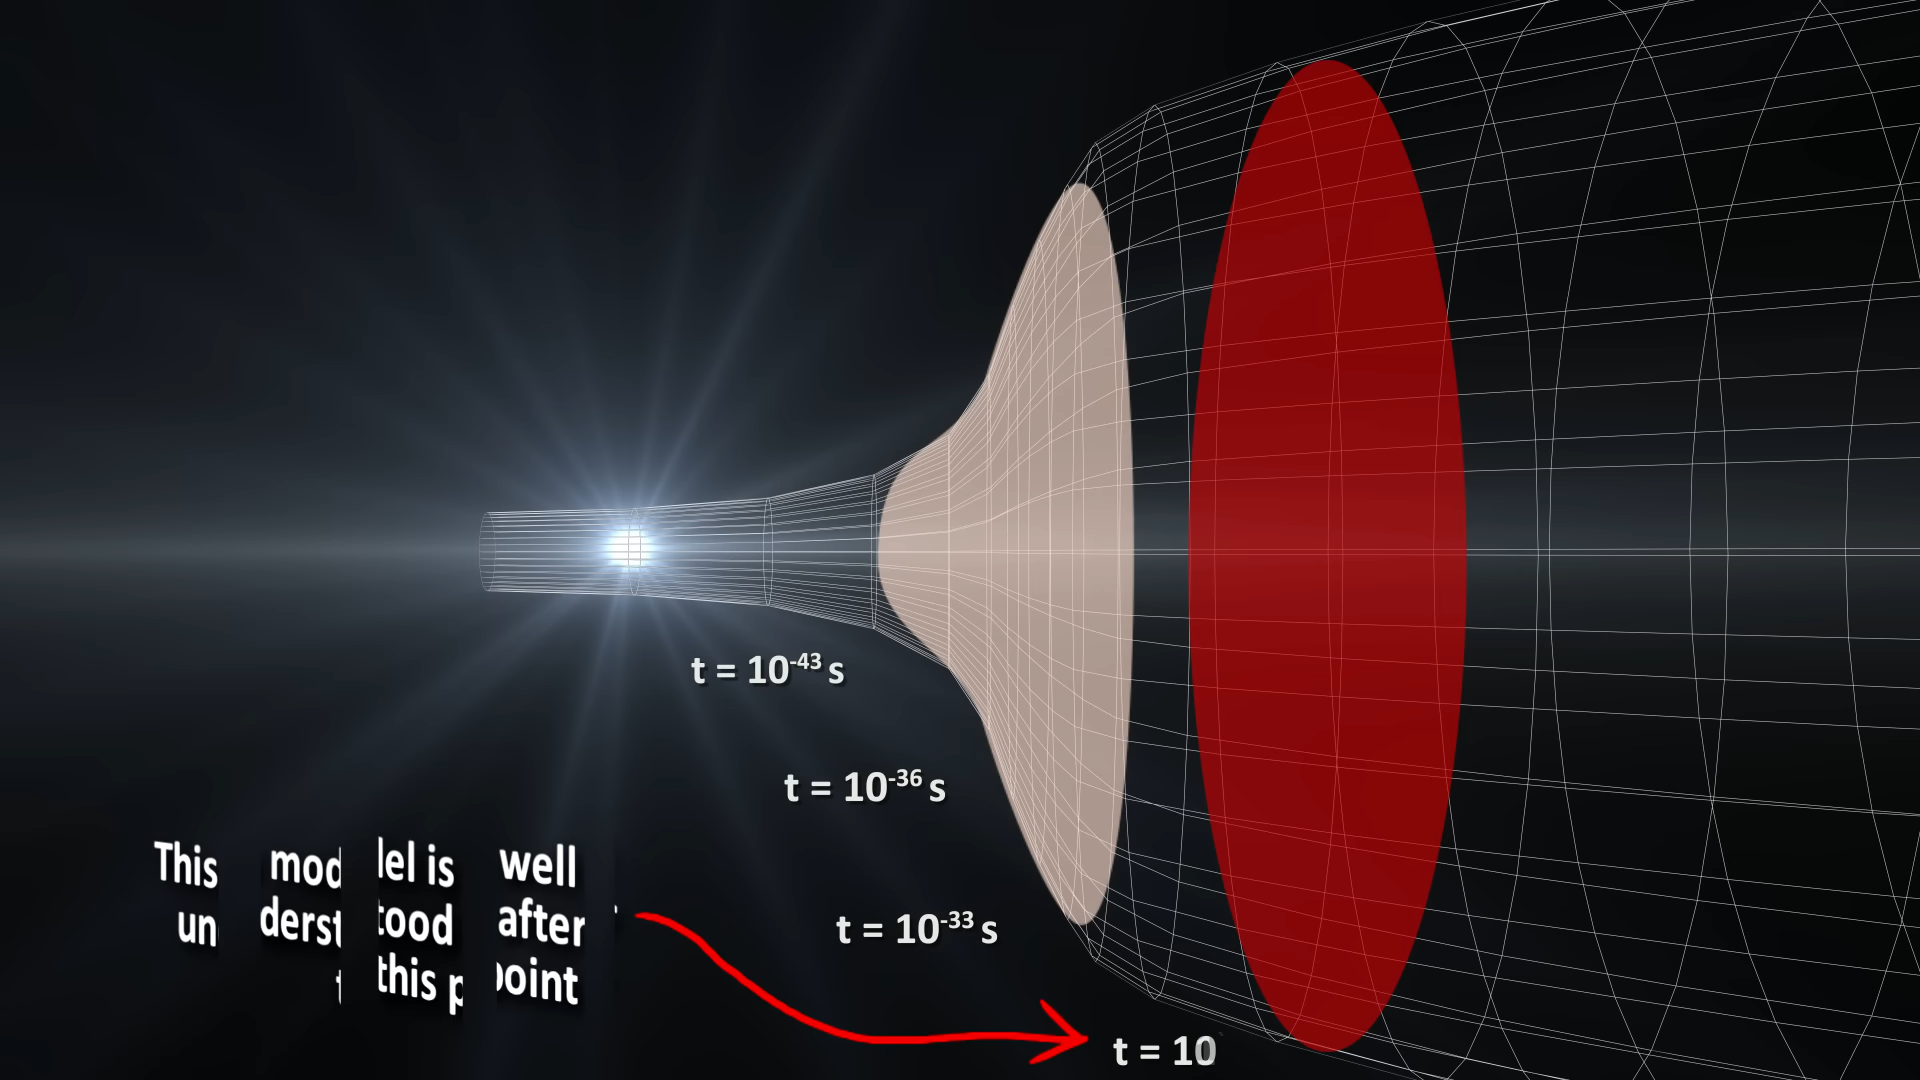 t = 10⁻⁴³ s
t = 10⁻³⁶ s
t = 10⁻³³ s
This model is well
understood after
this point
t = 10